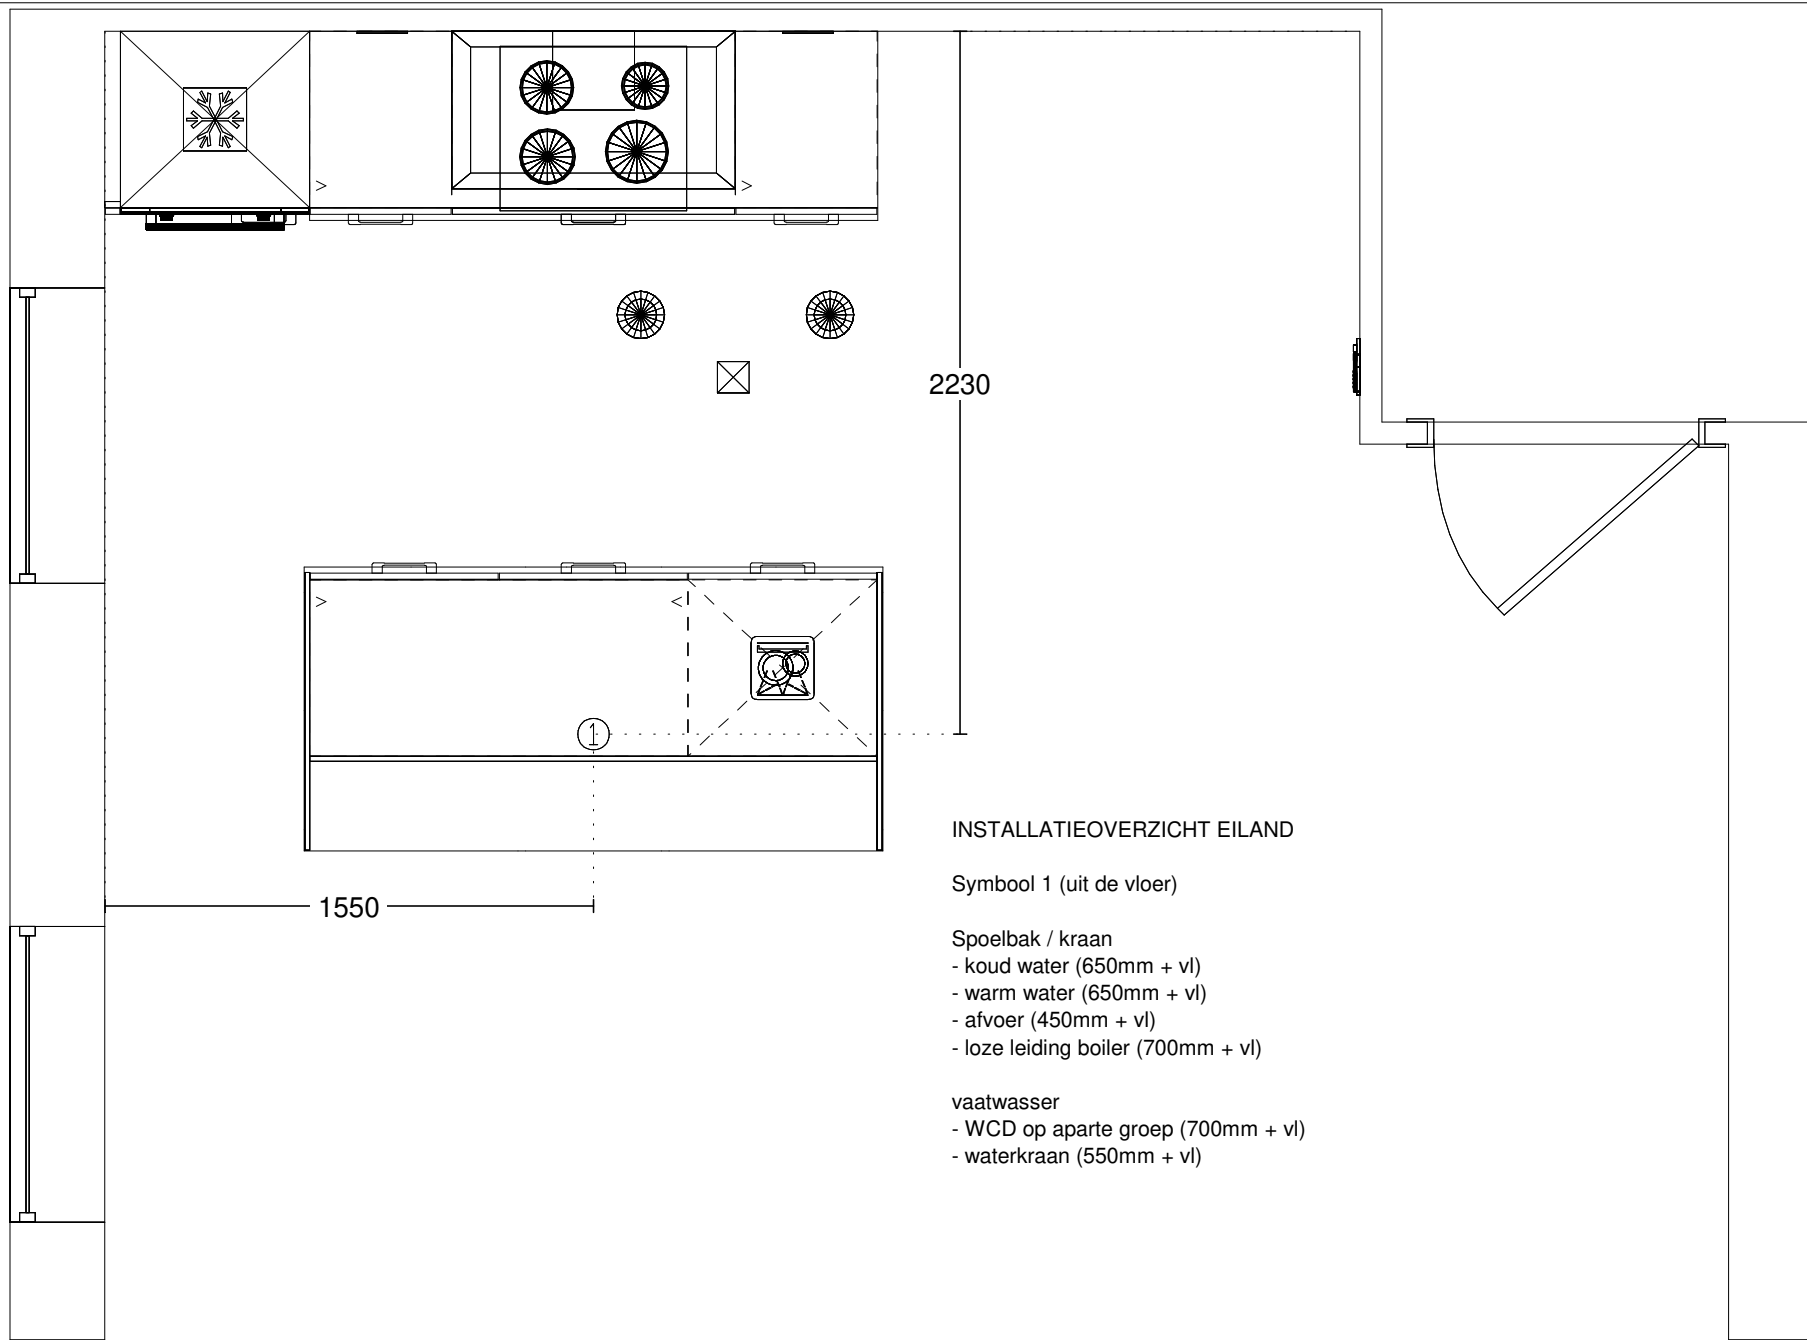 2230
1
1550
INSTALLATIEOVERZICHT EILAND
Symbool 1 (uit de vloer)
Spoelbak / kraan
- koud water (650mm + vl)
- warm water (650mm + vl)
- afvoer (450mm + vl)
- loze leiding boiler (700mm + vl)
vaatwasser
- WCD op aparte groep (700mm + vl)
- waterkraan (550mm + vl)